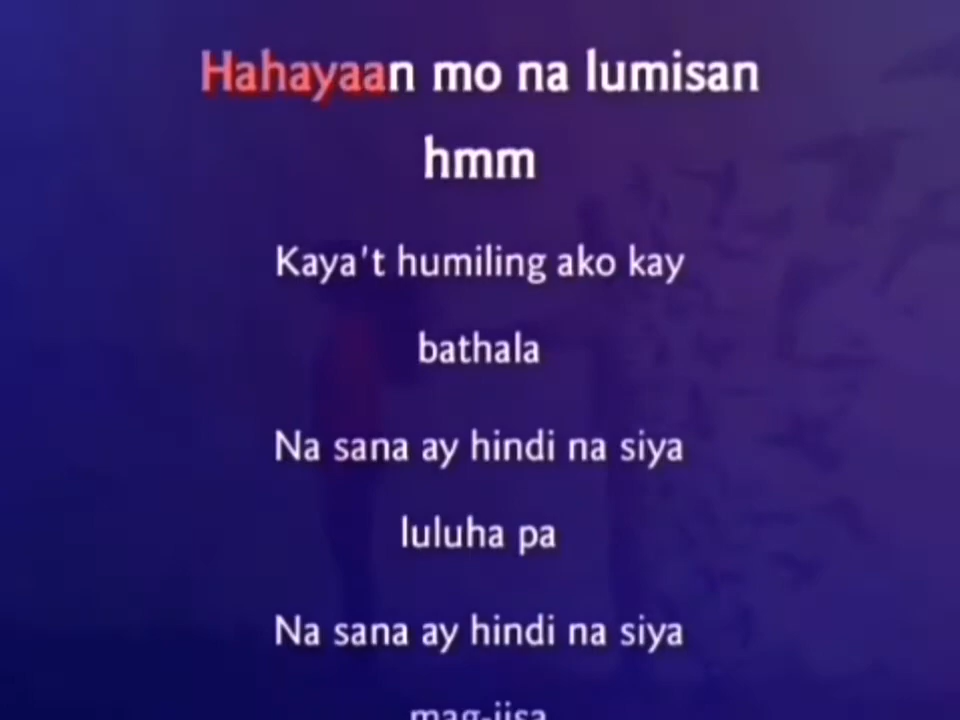 Hahayaan mo na lumisan
hmm
Kaya't humiling ako kay
bathala
Na sana ay hindi na siya
luluha pa
Na sana ay hindi na siya
mag-iisa